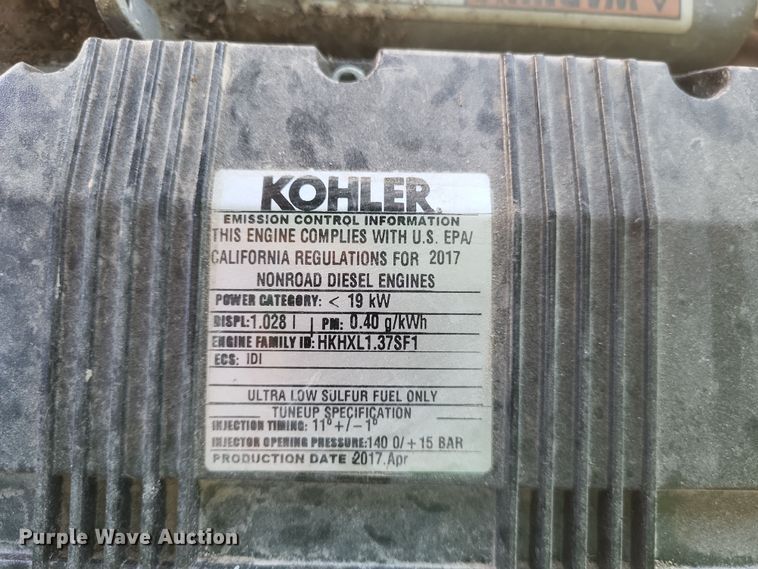 WARNING
KOHLER.
EMISSION CONTROL INFORMATION
THIS ENGINE COMPLIES WITH U.S. EPA/
CALIFORNIA REGULATIONS FOR 2017
NONROAD DIESEL ENGINES
POWER CATEGORY: < 19 kW
DISPL: 1.028 l | PM: 0.40 g/kWh
ENGINE FAMILY ID: HKHXL1.37SF1
ECS: IDI
ULTRA LOW SULFUR FUEL ONLY
TUNEUP SPECIFICATION
INJECTION TIMING: 11° +/- 1°
INJECTOR OPENING PRESSURE: 140 0/+ 15 BAR
PRODUCTION DATE 2017.Apr
Purple Wave Auction